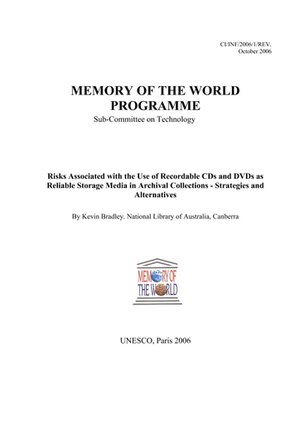 CI/INF/2006/1/REV.
October 2006
MEMORY OF THE WORLD
PROGRAMME
Sub-Committee on Technology
Risks Associated with the Use of Recordable CDs and DVDs as
Reliable Storage Media in Archival Collections - Strategies and
Alternatives
By Kevin Bradley. National Library of Australia, Canberra
MEMORY OF
THE WORLD
UNESCO, Paris 2006